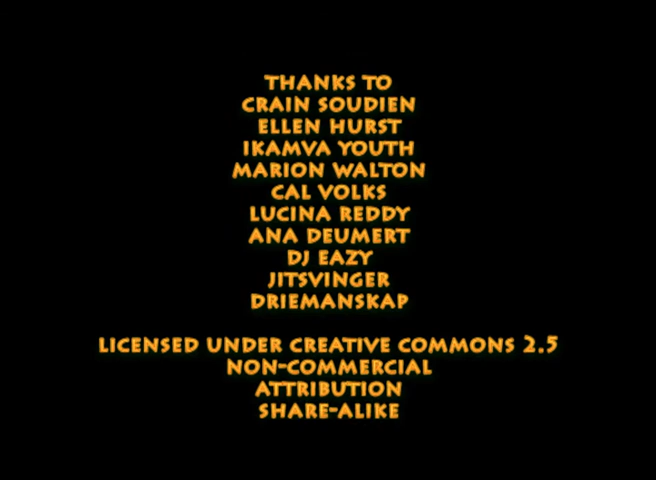 THANKS TO
CRAIN SOUDIEN
ELLEN HURST
IKAMVA YOUTH
MARION WALTON
CAL VOLKS
LUCINA REDDY
ANA DEUMERT
DJ EAZY
JITSVINGER
DRIEMANSKAP
LICENSED UNDER CREATIVE COMMONS 2.5
NON-COMMERCIAL
ATTRIBUTION
SHARE-ALIKE